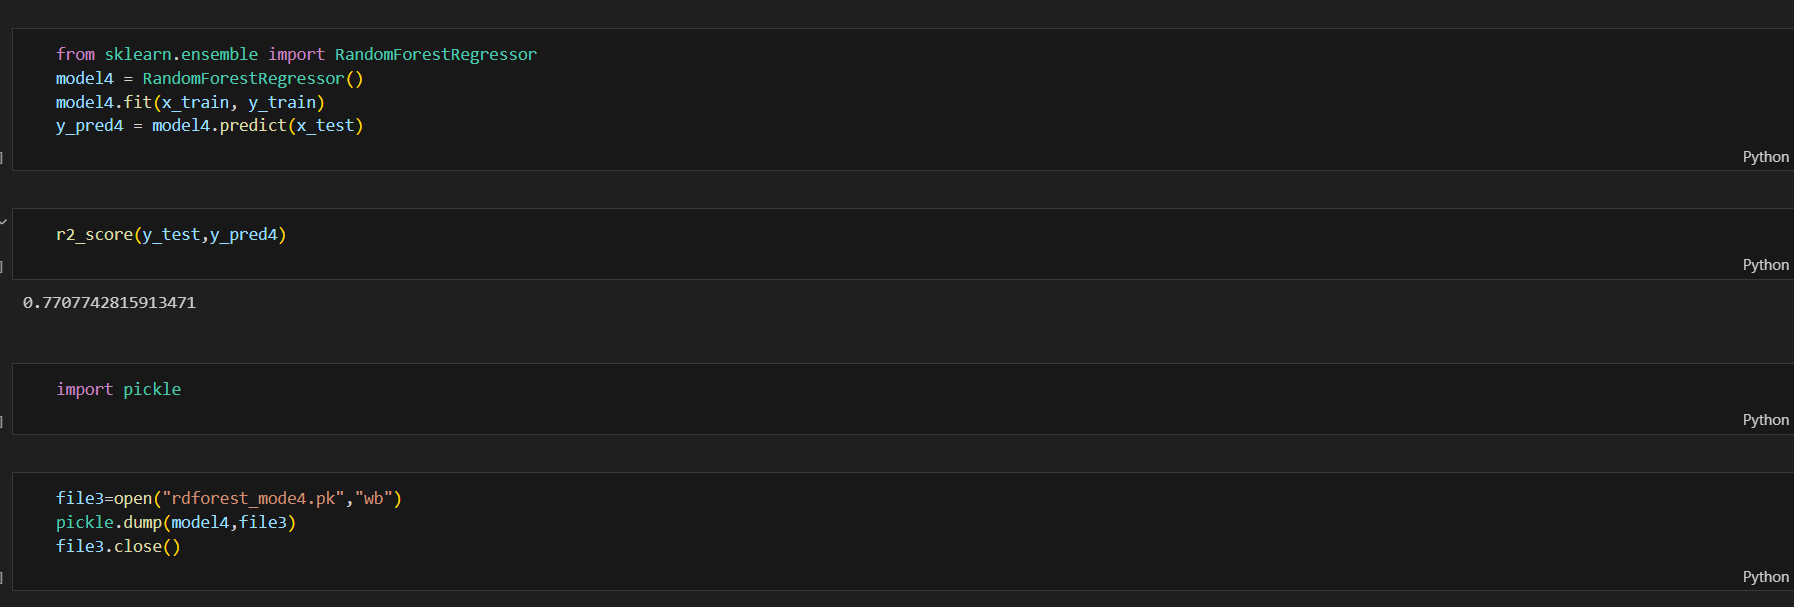 from sklearn.ensemble import RandomForestRegressor
model4 = RandomForestRegressor()
model4.fit(x_train, y_train)
y_pred4 = model4.predict(x_test)
]
Python
r2_score(y_test,y_pred4)
]
Python
0.7707742815913471
import pickle
]
Python
file3=open("rdforest_mode4.pk","wb")
pickle.dump(model4,file3)
file3.close()
]
Python